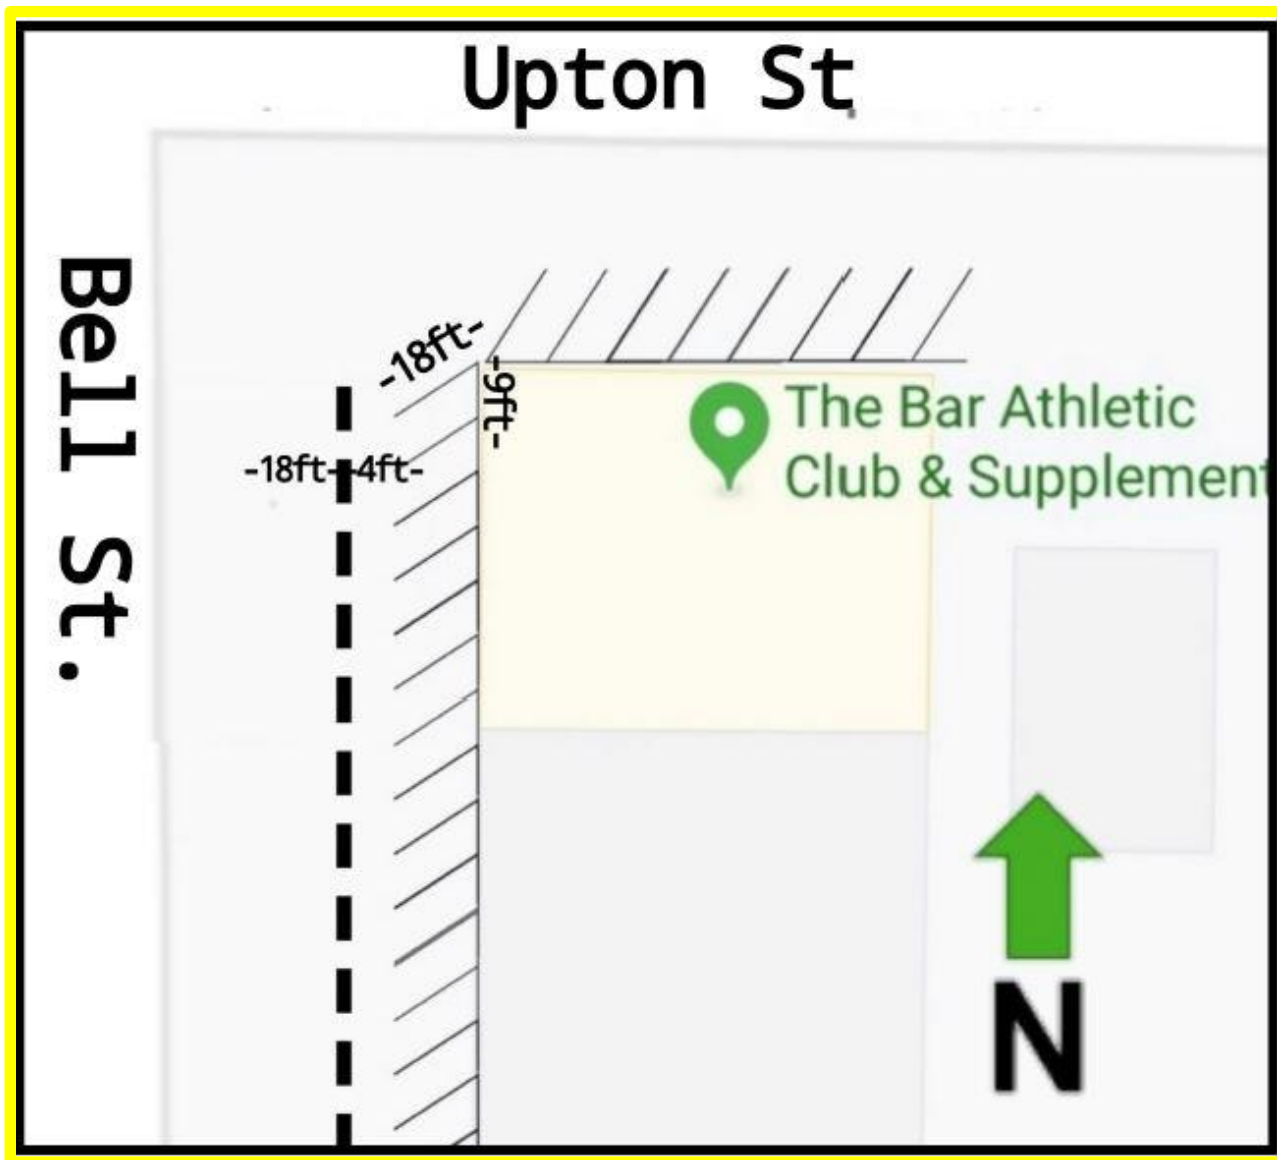 Upton St
Bell St.
-18ft-
-9ft-
-18ft-
-4ft-
The Bar Athletic
Club & Supplement
N